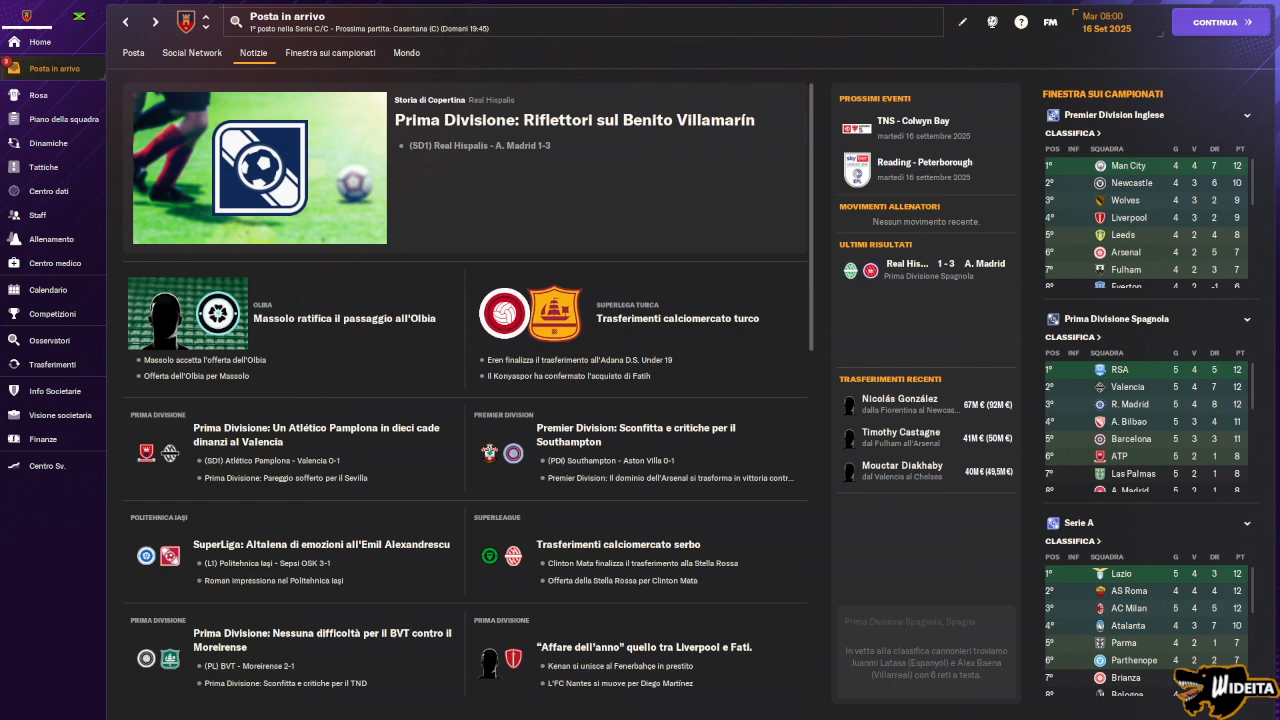 Posta in arrivo
1° posto nella Serie C/C - Prossima partita: Casertana (C) (Domani 19:45)
FM
Mar 08:00
16 Set 2025
CONTINUA
Home
3
Posta in arrivo
Rosa
Piano della squadra
Dinamiche
Tattiche
Centro dati
Staff
Allenamento
Centro medico
Calendario
Competizioni
Osservatori
Trasferimenti
Info Societarie
Visione societaria
Finanze
Centro Sv.
Posta
Social Network
Notizie
Finestra sui campionati
Mondo
Storia di Copertina Real Hispalis
Prima Divisione: Riflettori sul Benito Villamarín
(SD1) Real Hispalis - A. Madrid 1-3
OLBIA
Massolo ratifica il passaggio all'Olbia
Massolo accetta l'offerta dell'Olbia
Offerta dell'Olbia per Massolo
SUPERLEGA TURCA
Trasferimenti calciomercato turco
Eren finalizza il trasferimento all'Adana D.S. Under 19
Il Konyaspor ha confermato l'acquisto di Fatih
PRIMA DIVISIONE
Prima Divisione: Un Atlético Pamplona in dieci cade
dinanzi al Valencia
(SD1) Atlético Pamplona - Valencia 0-1
Prima Divisione: Pareggio sofferto per il Sevilla
PREMIER DIVISION
Premier Division: Sconfitta e critiche per il
Southampton
(PDI) Southampton - Aston Villa 0-1
Premier Division: Il dominio dell'Arsenal si trasforma in vittoria contr...
POLITEHNICA IAŞI
SuperLiga: Altalena di emozioni all'Emil Alexandrescu
(L1) Politehnica Iaşi - Sepsi OSK 3-1
Roman impressiona nel Politehnica Iaşi
SUPERLEAGUE
Trasferimenti calciomercato serbo
Clinton Mata finalizza il trasferimento alla Stella Rossa
Offerta della Stella Rossa per Clinton Mata
PRIMA DIVISIONE
Prima Divisione: Nessuna difficoltà per il BVT contro il
Moreirense
(PL) BVT - Moreirense 2-1
Prima Divisione: Sconfitta e critiche per il TND
PRIMA DIVISIONE
“Affare dell'anno” quello tra Liverpool e Fati.
Kenan si unisce al Fenerbahçe in prestito
L'FC Nantes si muove per Diego Martínez
PROSSIMI EVENTI
TNS - Colwyn Bay
martedì 16 settembre 2025
sky bet
EFL
Reading - Peterborough
martedì 16 settembre 2025
MOVIMENTI ALLENATORI
Nessun movimento recente.
ULTIMI RISULTATI
Real His... 1 - 3 A. Madrid
Prima Divisione Spagnola
TRASFERIMENTI RECENTI
Nicolás González 67M € (92M €)
dalla Fiorentina al Newcas...
Timothy Castagne 41M € (50M €)
dal Fulham all'Arsenal
Mouctar Diakhaby 40M € (49,5M €)
dal Valencia al Chelsea
Prima Divisione Spagnola, Spagna
In vetta alla classifica cannonieri troviamo
Juanmi Latasa (Espanyol) e Álex Baena
(Villarreal) con 6 reti a testa.
FINESTRA SUI CAMPIONATI
Premier Division Inglese
CLASSIFICA
POS INF SQUADRA G V DR PT
1° Man City 4 4 7 12
2° Newcastle 4 3 6 10
3° Wolves 4 3 2 9
4° Liverpool 4 3 2 9
5° Leeds 4 2 4 8
6° Arsenal 4 2 3 7
7° Fulham 4 2 3 7
8° Everton 4 2 -1 6
Prima Divisione Spagnola
CLASSIFICA
POS INF SQUADRA G V DR PT
1° RSA 5 4 5 12
2° Valencia 5 4 7 12
3° R. Madrid 5 4 8 12
4° A. Bilbao 5 3 4 11
5° Barcelona 5 3 3 11
6° ATP 5 2 1 8
7° Las Palmas 5 2 1 8
8° A. Madrid 5 2 1 8
Serie A
CLASSIFICA
POS INF SQUADRA G V DR PT
1° Lazio 5 4 3 12
2° AS Roma 4 4 4 12
3° AC Milan 5 4 5 12
4° Atalanta 4 3 7 10
5° Parma 4 2 1 7
6° Parthenope 4 2 2 7
7° Brianza 4 2
8° Bologna 4 2
WIDEITA